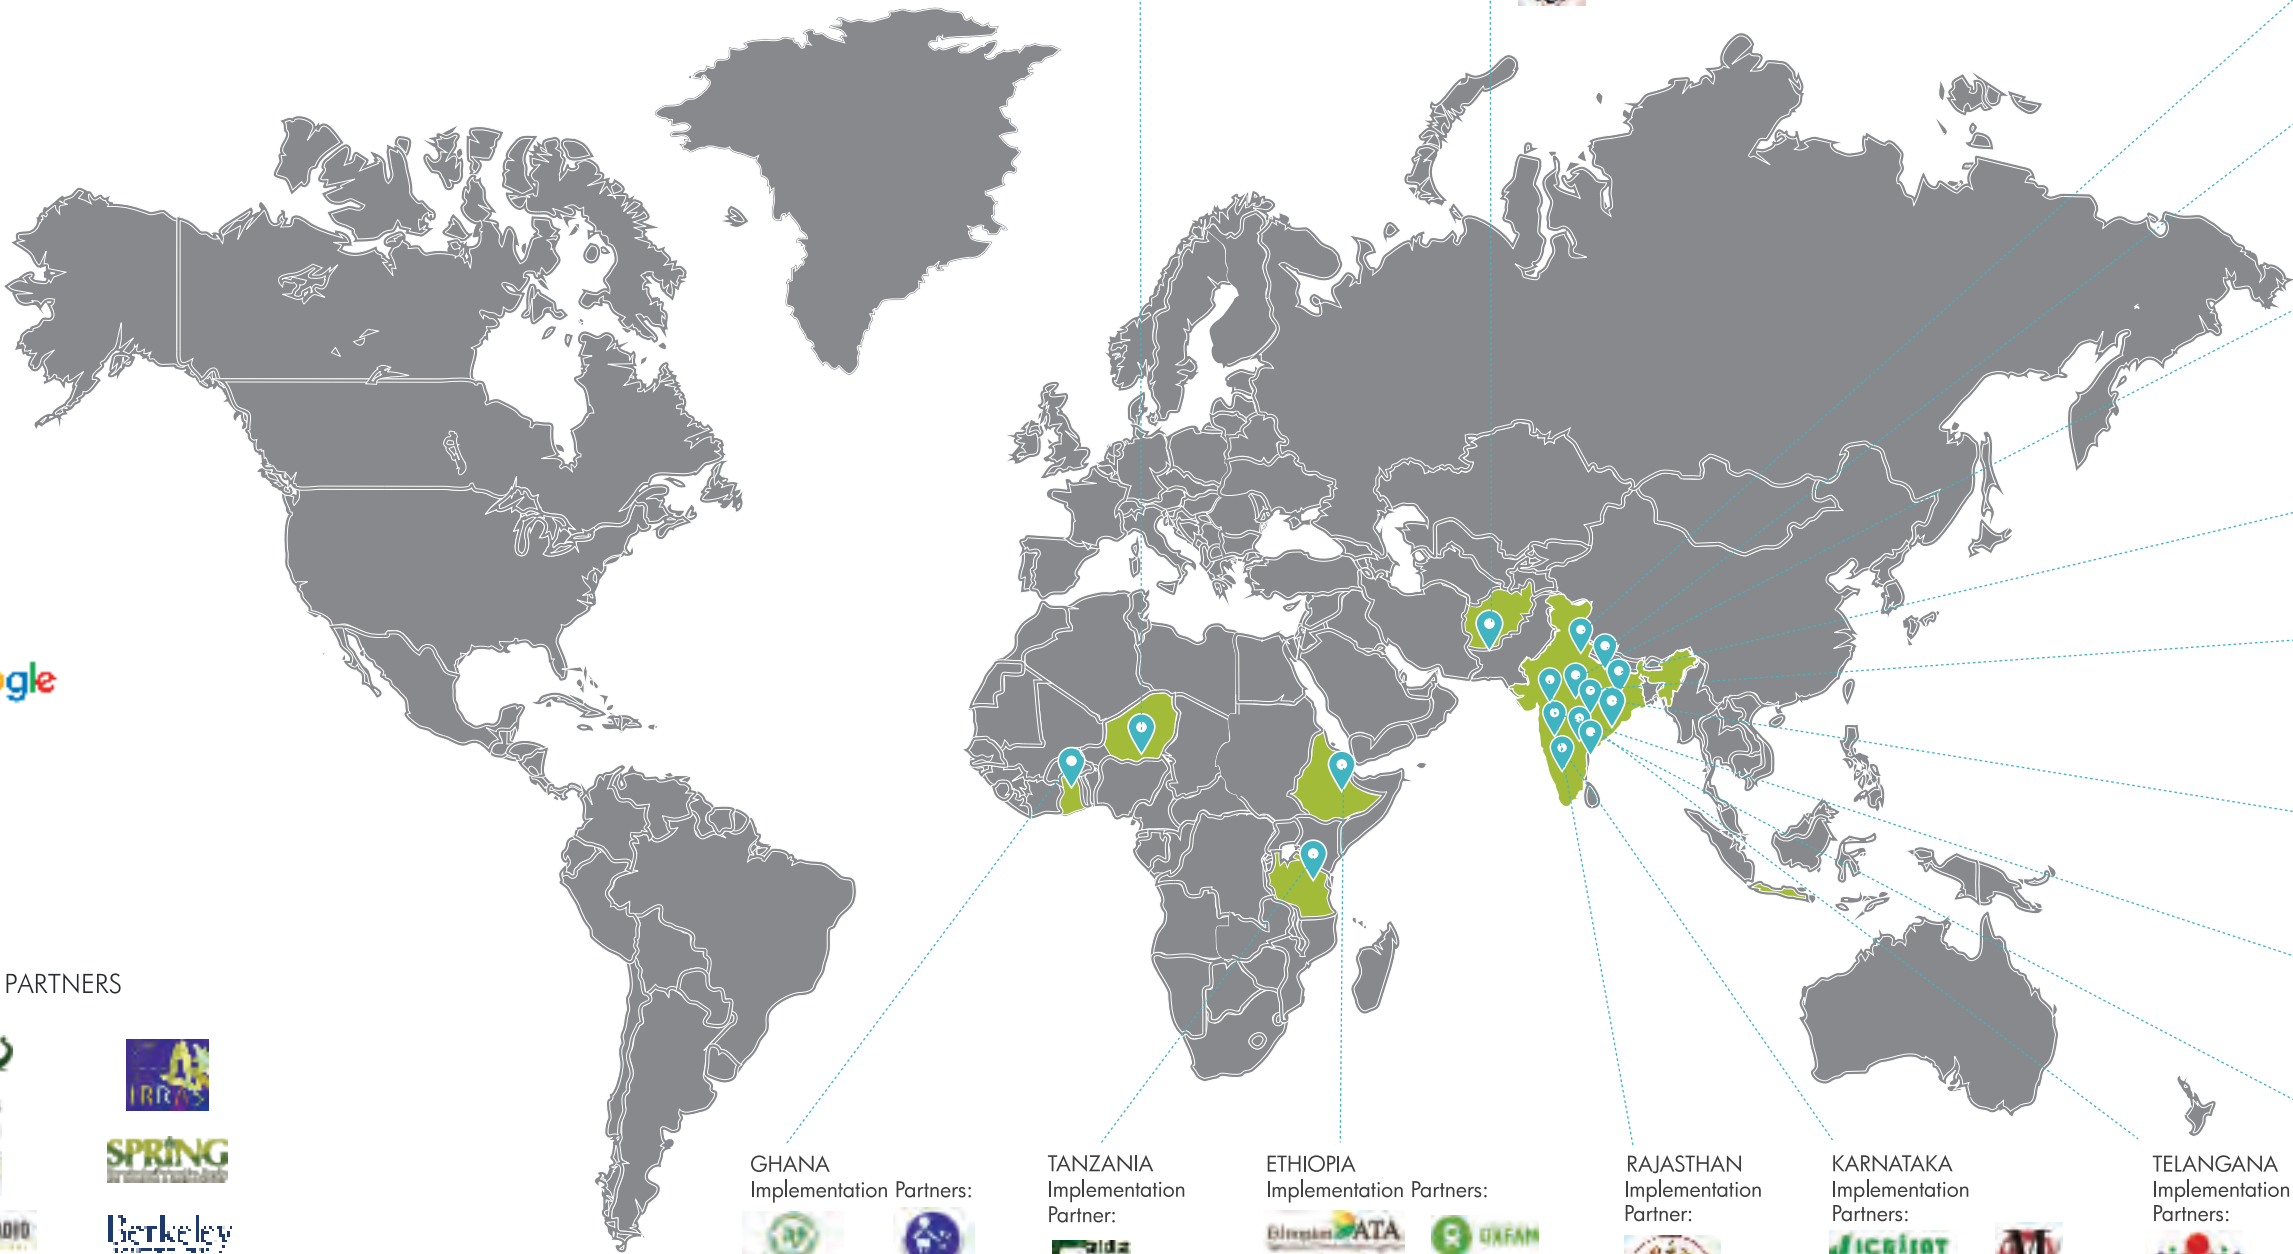 gle
PARTNERS
IRRAS
SPRING
Berkeley
GHANA
Implementation Partners:
TANZANIA
Implementation
Partner:
ETHIOPIA
Implementation Partners:
ATA
OXFAM
RAJASTHAN
Implementation
Partner:
KARNATAKA
Implementation
Partners:
ICRISAT
TELANGANA
Implementation
Partners: